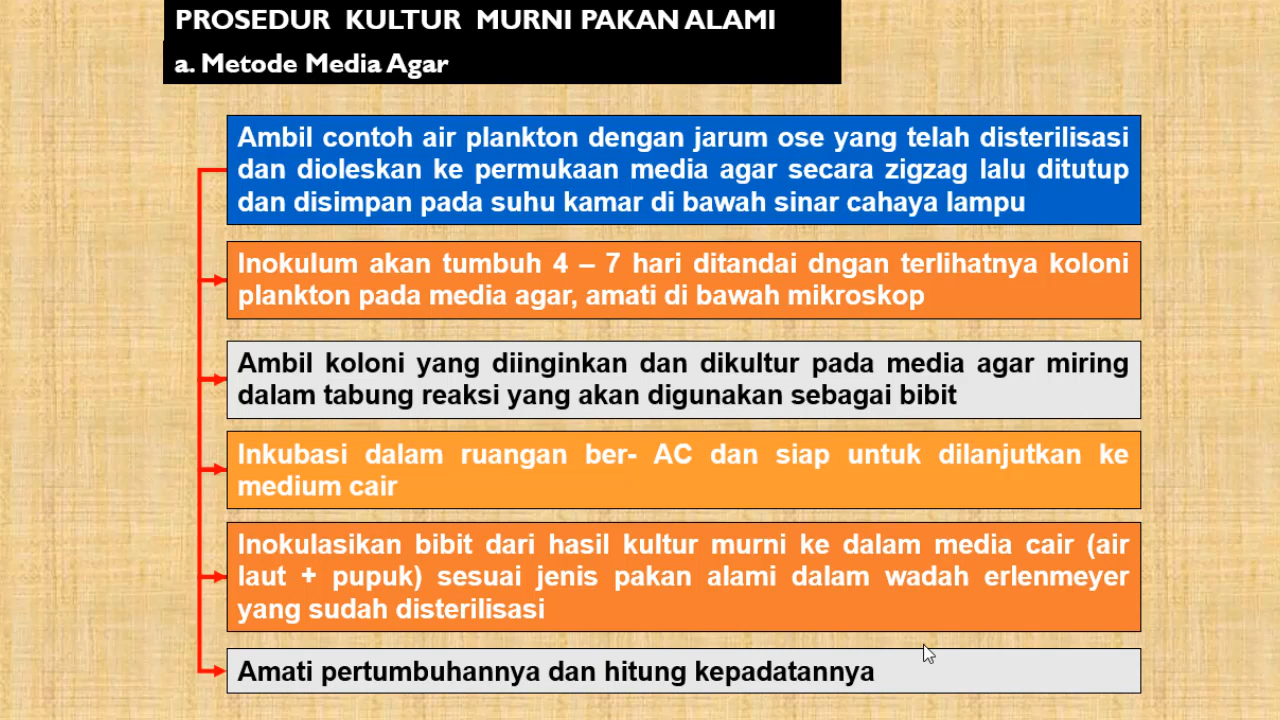 PROSEDUR KULTUR MURNI PAKAN ALAMI
a. Metode Media Agar
Ambil contoh air plankton dengan jarum ose yang telah disterilisasi
dan dioleskan ke permukaan media agar secara zigzag lalu ditutup
dan disimpan pada suhu kamar di bawah sinar cahaya lampu
Inokulum akan tumbuh 4 – 7 hari ditandai dngan terlihatnya koloni
plankton pada media agar, amati di bawah mikroskop
Ambil koloni yang diinginkan dan dikultur pada media agar miring
dalam tabung reaksi yang akan digunakan sebagai bibit
Inkubasi dalam ruangan ber- AC dan siap untuk dilanjutkan ke
medium cair
Inokulasikan bibit dari hasil kultur murni ke dalam media cair (air
laut + pupuk) sesuai jenis pakan alami dalam wadah erlenmeyer
yang sudah disterilisasi
Amati pertumbuhannya dan hitung kepadatannya